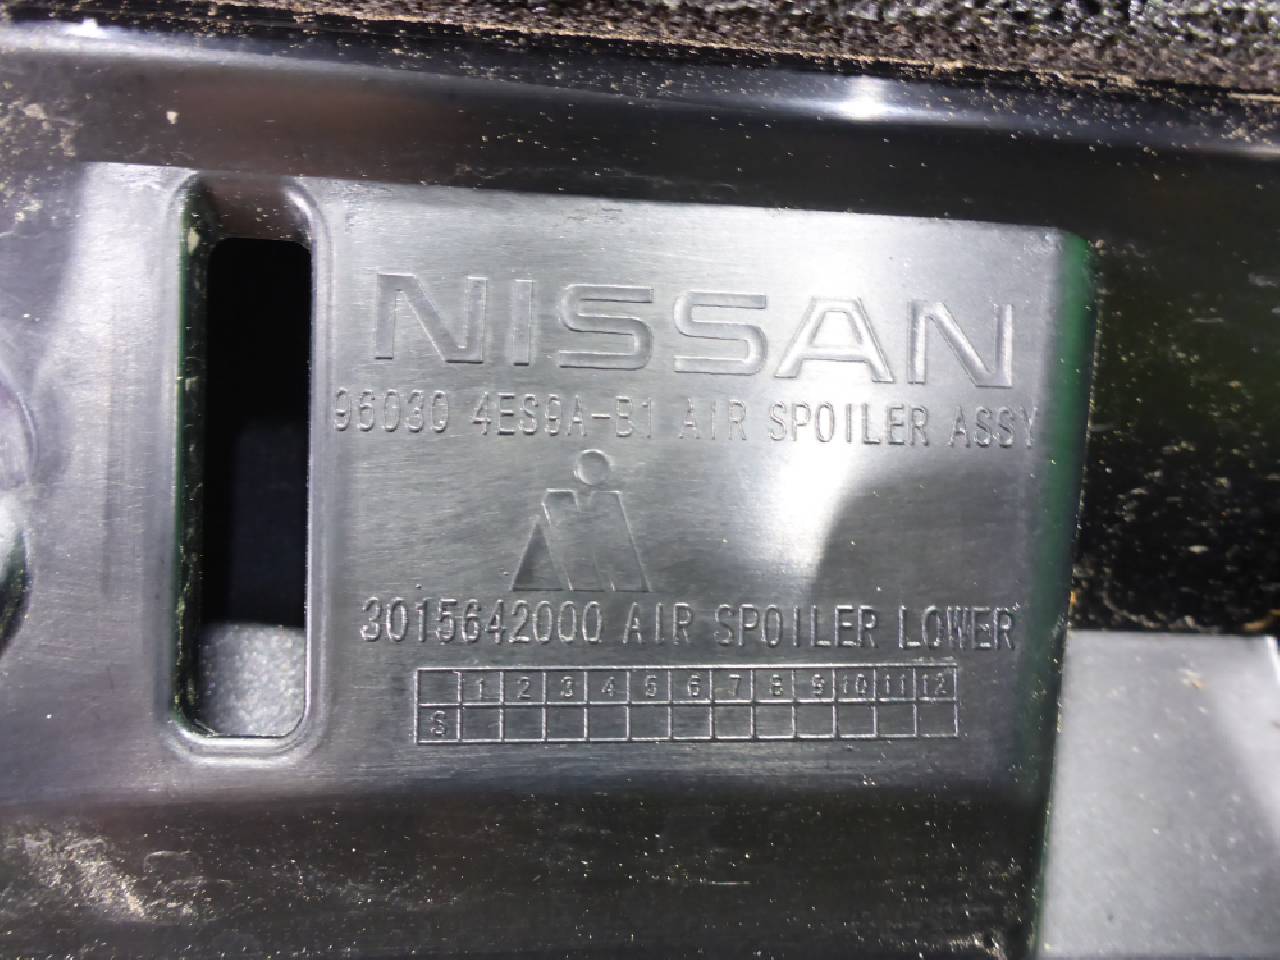 NISSAN
96030 4ES9A-B1 AIR SPOILER ASSY
3015642000 AIR SPOILER LOWER
1 2 3 4 5 6 7 8 9 10 11 12
S